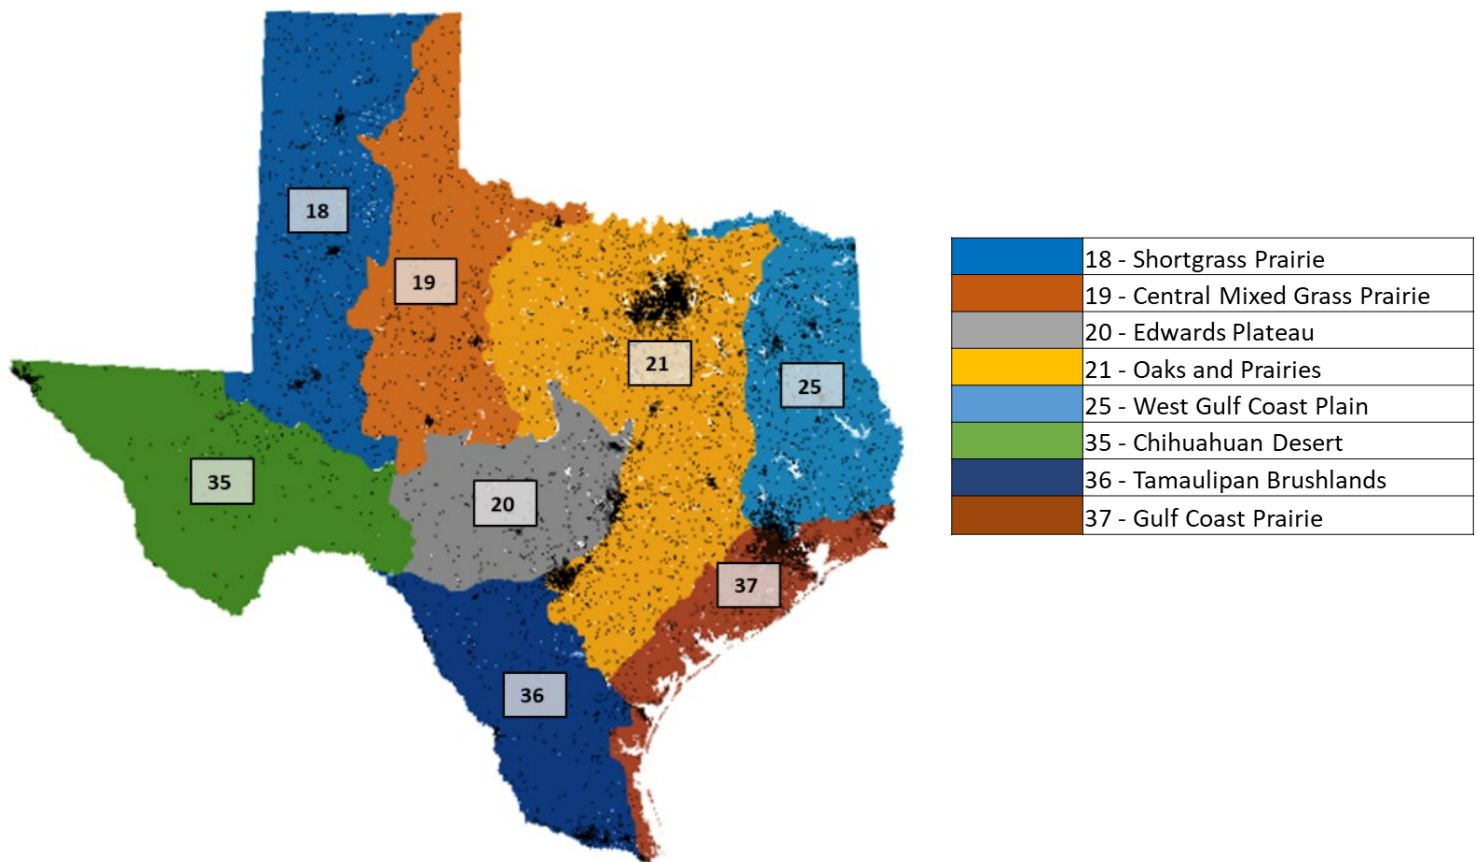 18
19
21
25
35
20
37
36
18 - Shortgrass Prairie
19 - Central Mixed Grass Prairie
20 - Edwards Plateau
21 - Oaks and Prairies
25 - West Gulf Coast Plain
35 - Chihuahuan Desert
36 - Tamaulipan Brushlands
37 - Gulf Coast Prairie